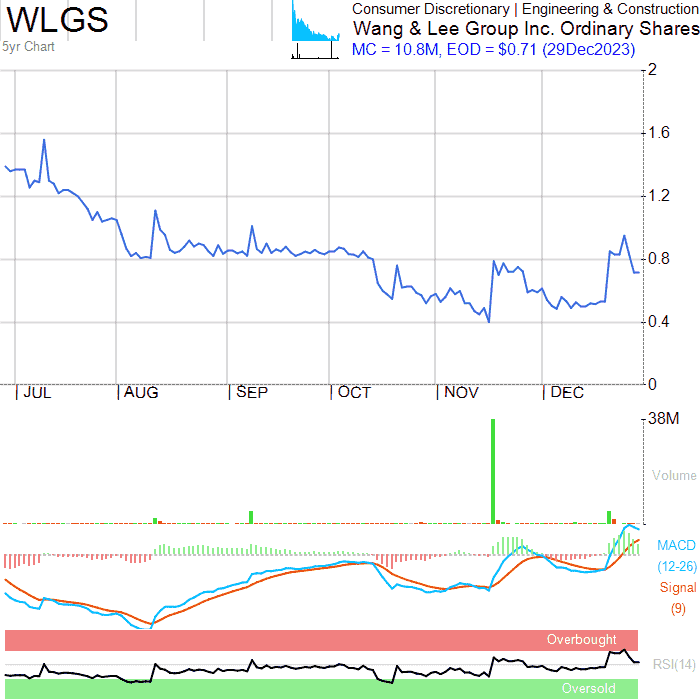 WLGS
5yr Chart
Consumer Discretionary | Engineering & Construction
Wang & Lee Group Inc. Ordinary Shares
MC = 10.8M, EOD = $0.71 (29Dec2023)
2
1.6
1.2
0.8
0.4
0
JUL AUG SEP OCT NOV DEC
38M
Volume
MACD
(12-26)
Signal
(9)
Overbought
RSI(14)
Oversold